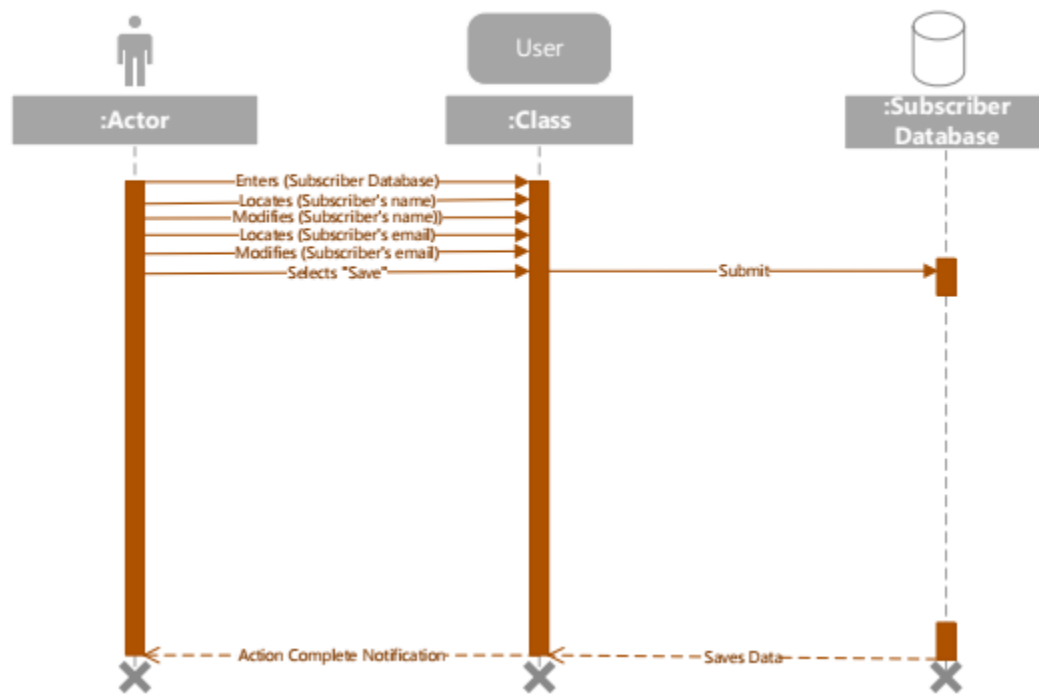 User
:Actor
:Class
:Subscriber
Database
Enters (Subscriber Database)
Locates (Subscriber's name)
Modifies (Subscriber's name))
Locates (Subscriber's email)
Modifies (Subscriber's email)
Selects "Save"
Submit
Action Complete Notification
Saves Data